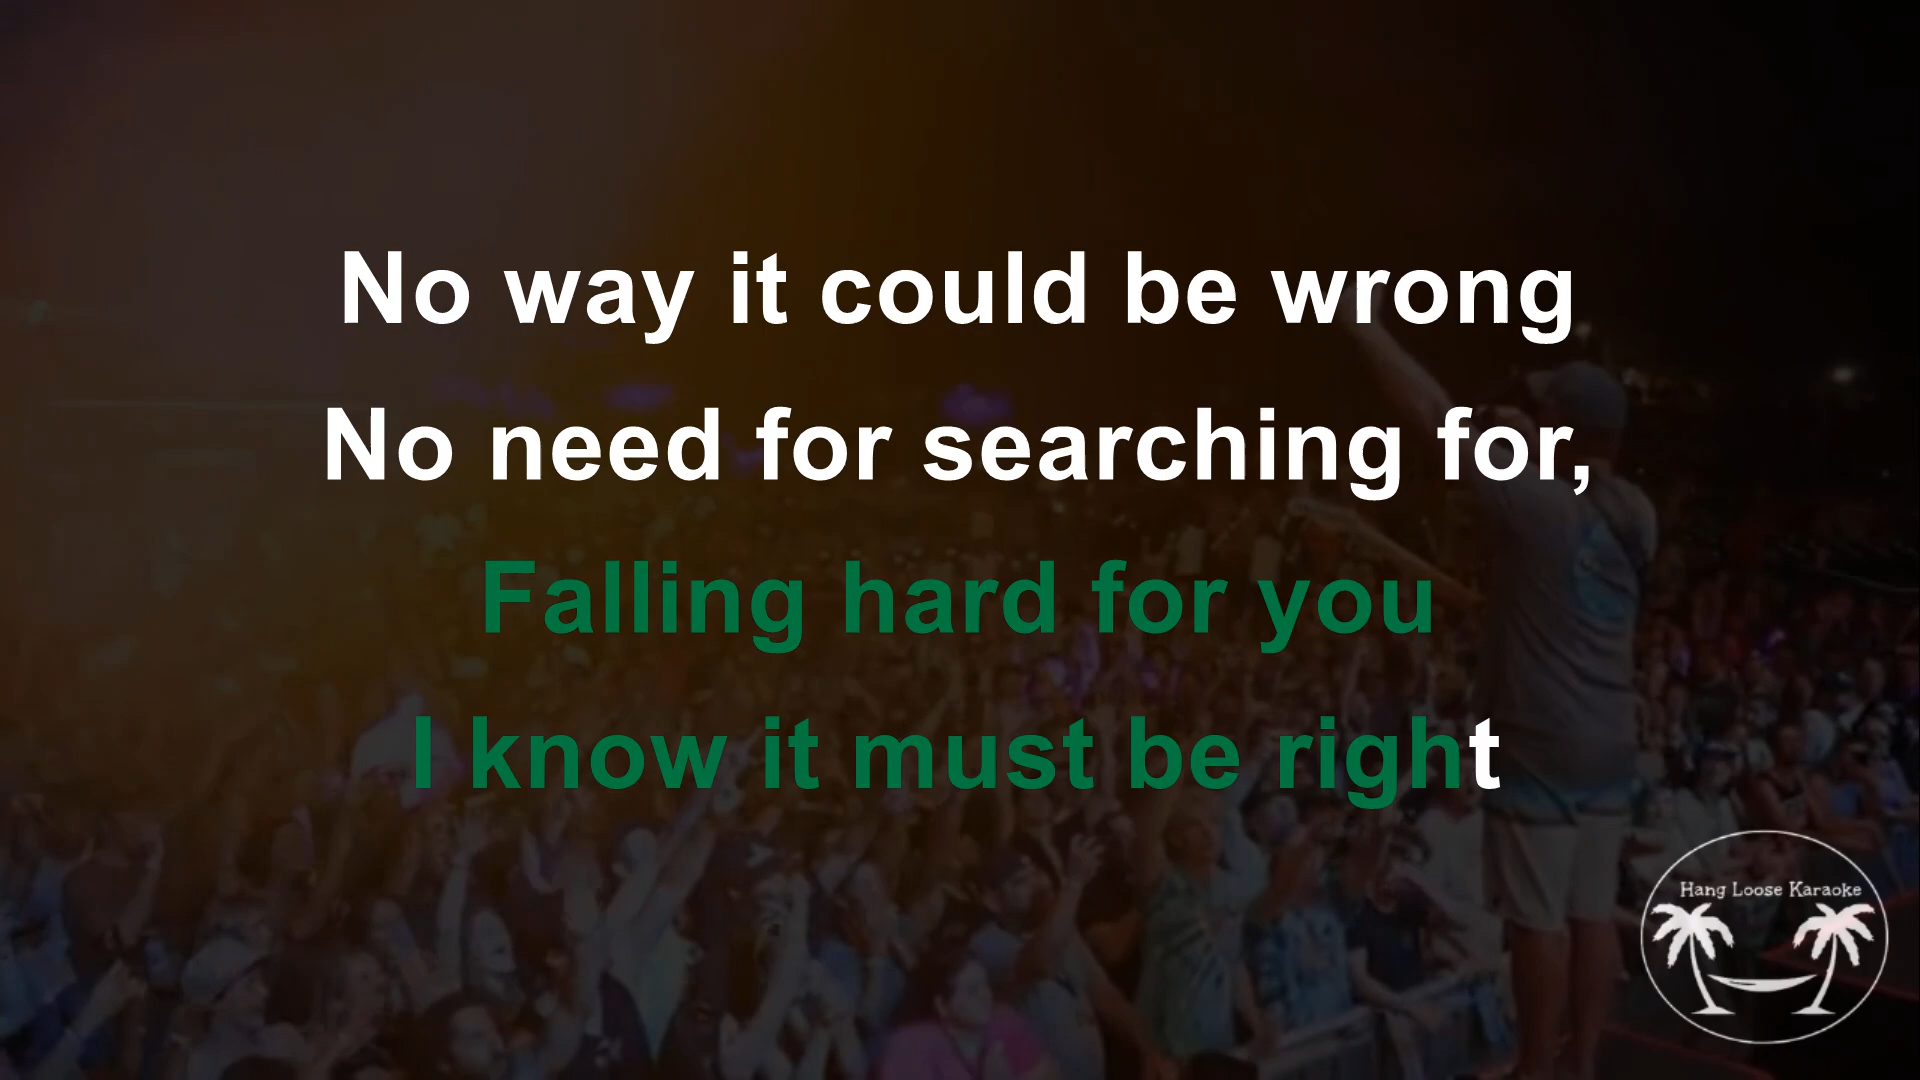 No way it could be wrong
No need for searching for,
Falling hard for you
I know it must be right
Hang Loose Karaoke